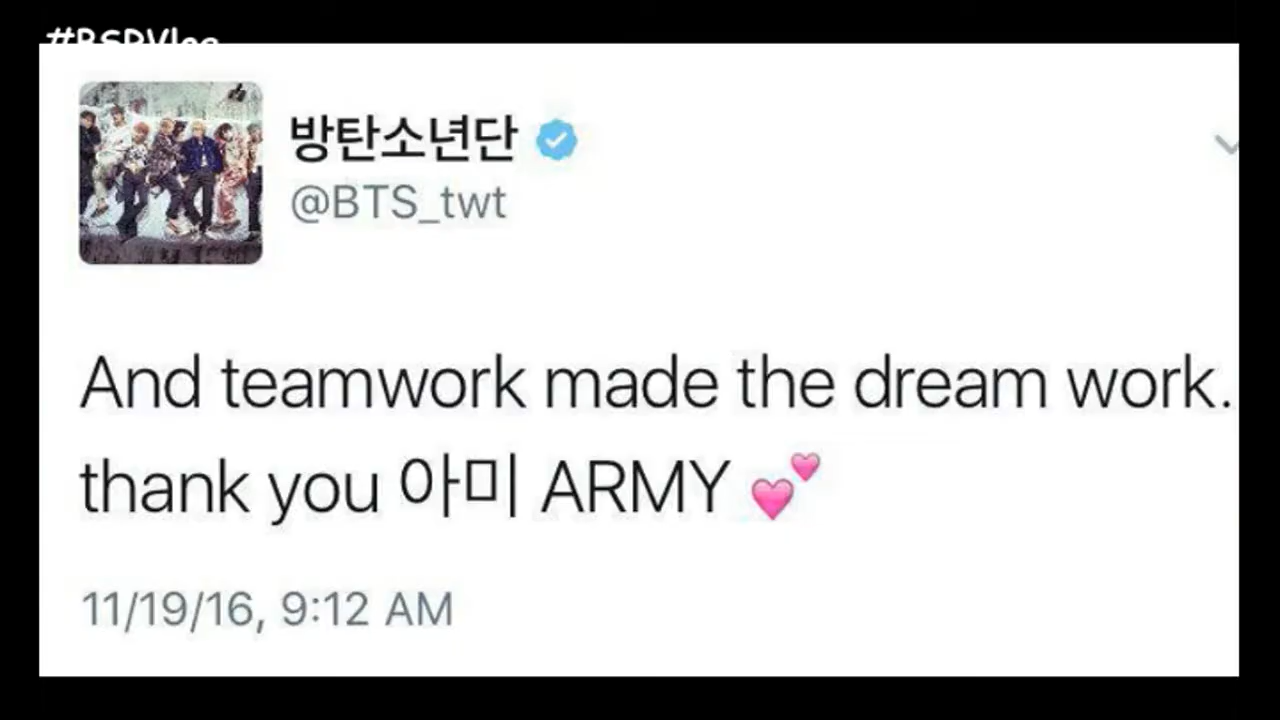 방탄소년단
@BTS_twt
And teamwork made the dream work.
thank you 아미 ARMY 💕
11/19/16, 9:12 AM